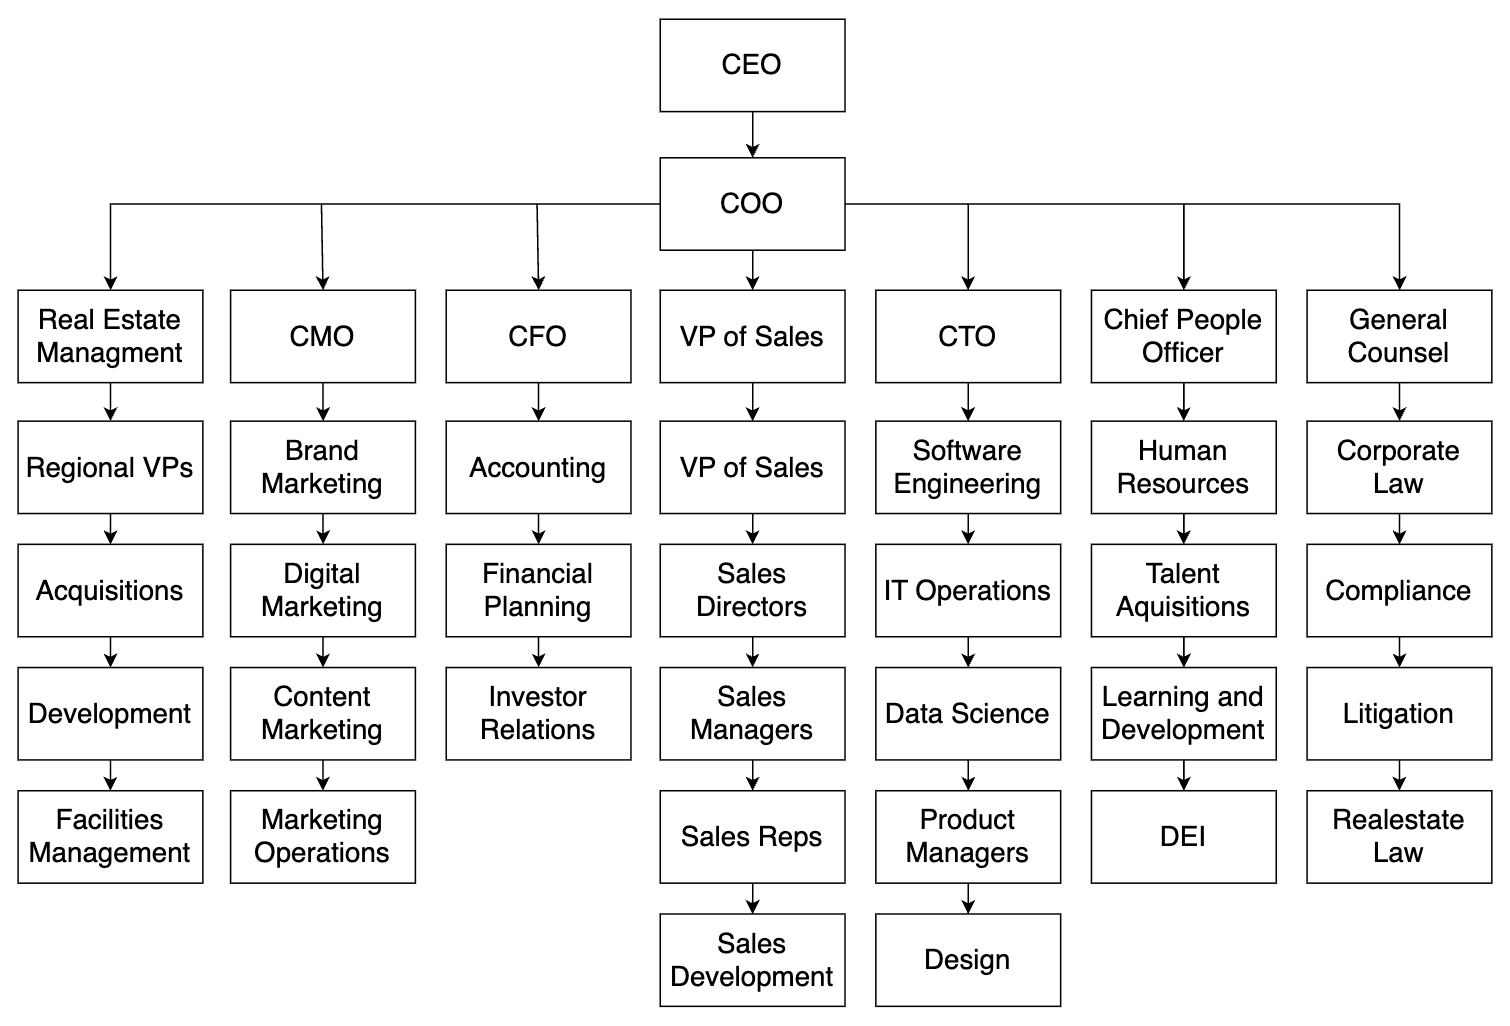 CEO
COO
Real Estate
Managment
CMO
CFO
VP of Sales
CTO
Chief People
Officer
General
Counsel
Regional VPs
Brand
Marketing
Accounting
VP of Sales
Software
Engineering
Human
Resources
Corporate
Law
Acquisitions
Digital
Marketing
Financial
Planning
Sales
Directors
IT Operations
Talent
Aquisitions
Compliance
Development
Content
Marketing
Investor
Relations
Sales
Managers
Data Science
Learning and
Development
Litigation
Facilities
Management
Marketing
Operations
Sales Reps
Product
Managers
DEI
Realestate
Law
Sales
Development
Design